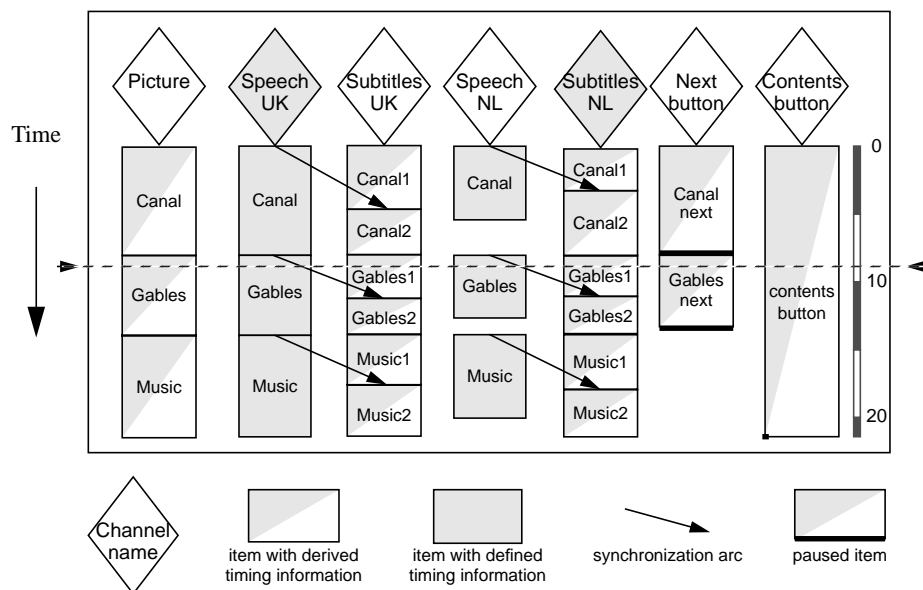 Picture
Speech
UK
Subtitles
UK
Speech
NL
Subtitles
NL
Next
button
Contents
button
Time
0
10
20
Canal
Gables
Music
Canal
Gables
Music
Canal1
Canal2
Gables1
Gables2
Music1
Music2
Canal
Gables
Music
Canal1
Canal2
Gables1
Gables2
Music1
Music2
Canal
next
Gables
next
contents
button
Channel
name
item with derived
timing information
item with defined
timing information
synchronization arc
paused item